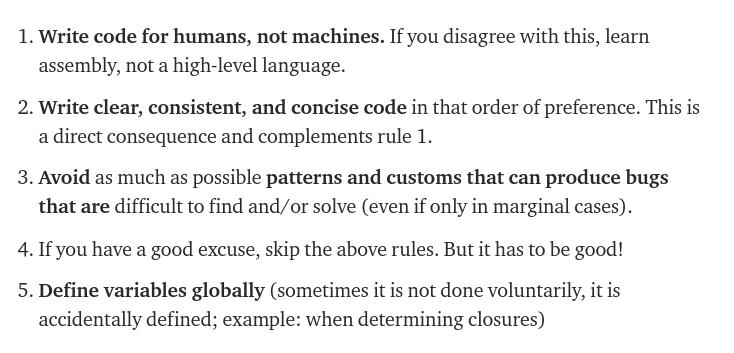 1. Write code for humans, not machines. If you disagree with this, learn
assembly, not a high-level language.
2. Write clear, consistent, and concise code in that order of preference. This is
a direct consequence and complements rule 1.
3. Avoid as much as possible patterns and customs that can produce bugs
that are difficult to find and/or solve (even if only in marginal cases).
4. If you have a good excuse, skip the above rules. But it has to be good!
5. Define variables globally (sometimes it is not done voluntarily, it is
accidentally defined; example: when determining closures)